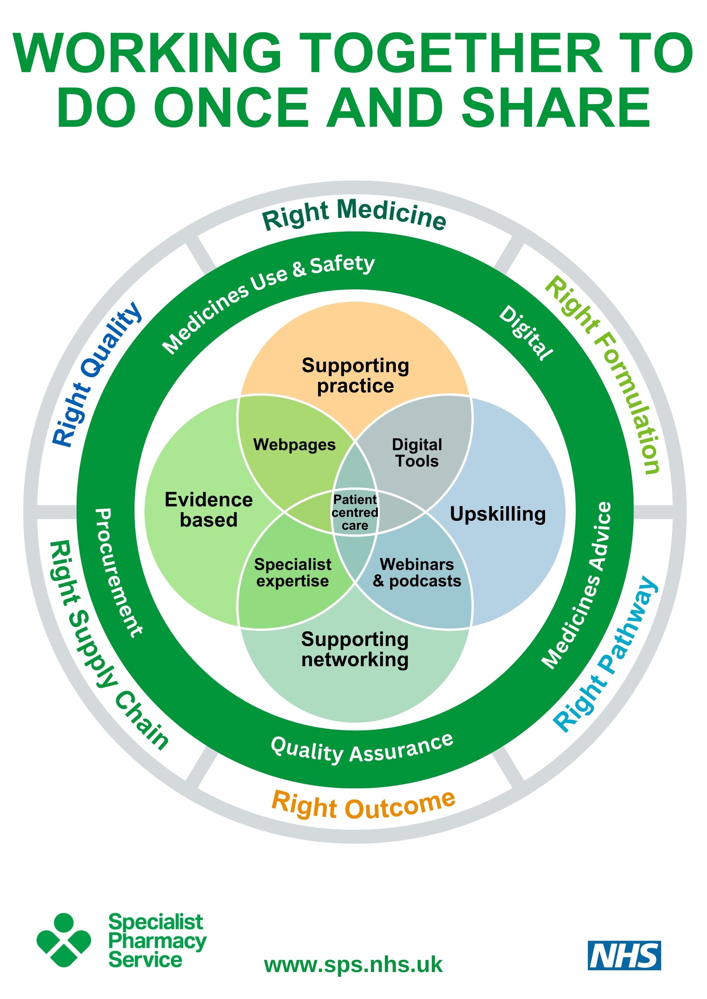 WORKING TOGETHER TO
DO ONCE AND SHARE
Right Medicine
Right Formulation
Right Pathway
Right Outcome
Right Supply Chain
Right Quality
Medicines Use & Safety
Digital
Medicines Advice
Quality Assurance
Procurement
Supporting
practice
Webpages
Digital
Tools
Evidence
based
Patient
centred
care
Upskilling
Specialist
expertise
Webinars
& podcasts
Supporting
networking
Specialist
Pharmacy
Service
www.sps.nhs.uk
NHS